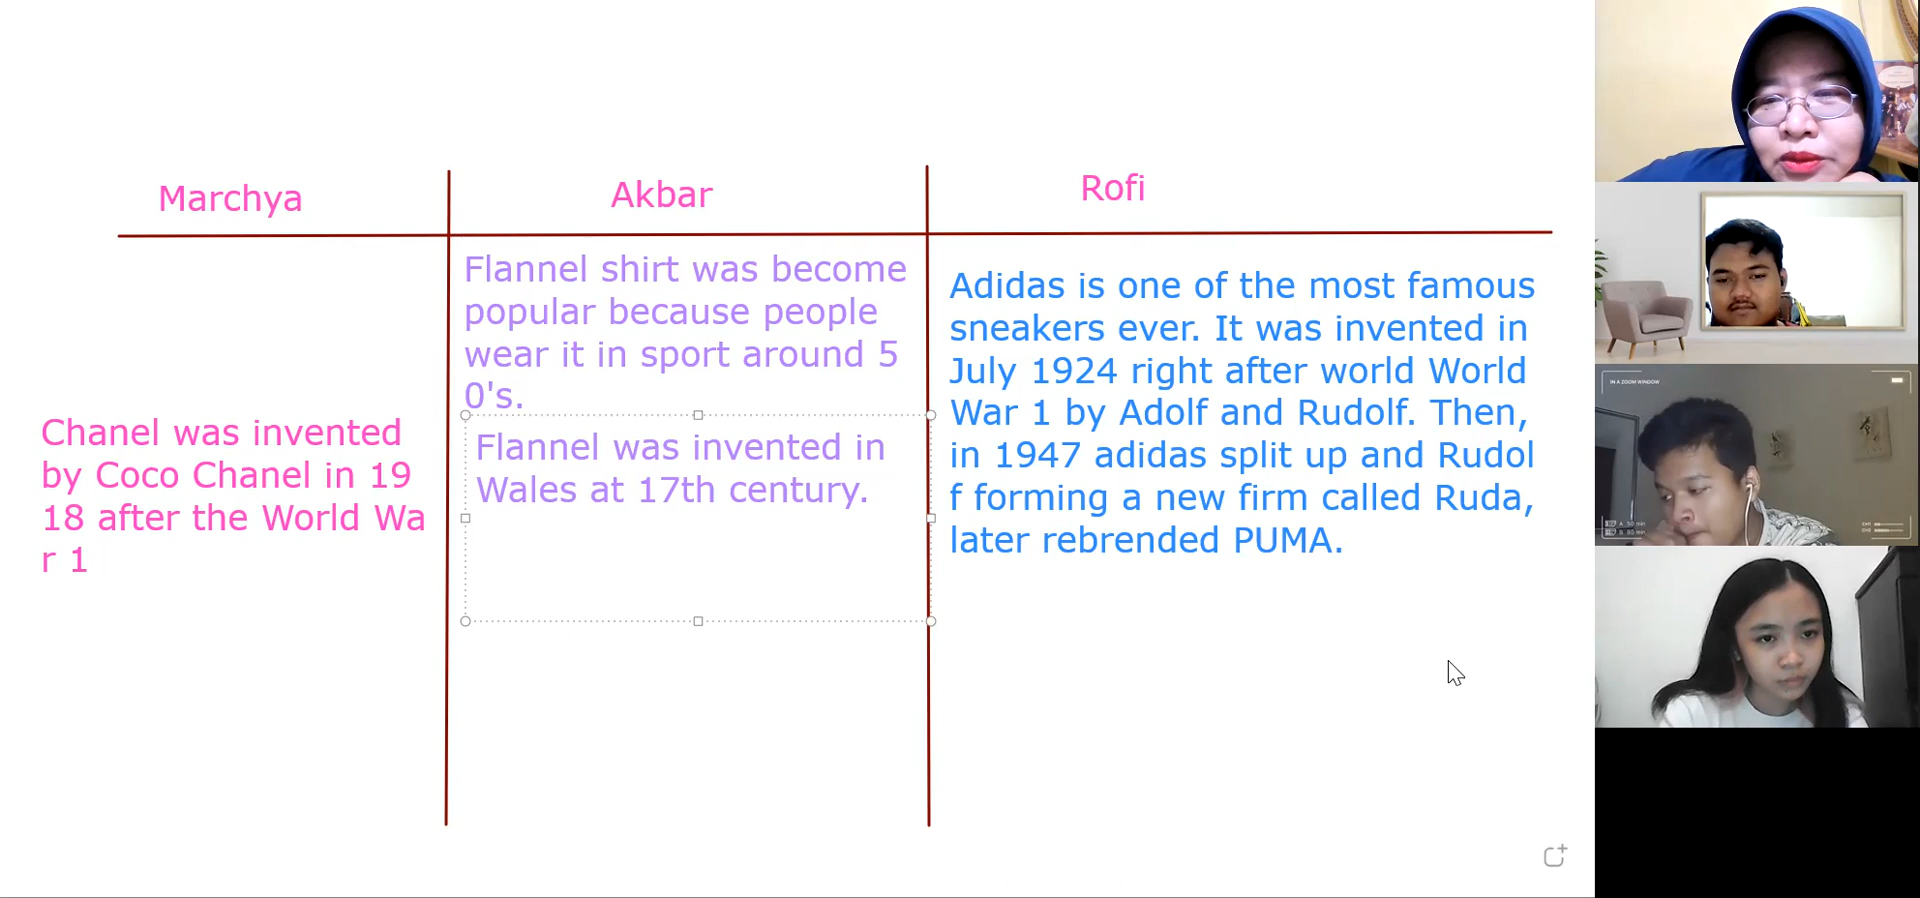 Marchya
Akbar
Rofi
Chanel was invented
by Coco Chanel in 19
18 after the World Wa
r 1
Flannel shirt was become
popular because people
wear it in sport around 5
0's.
Flannel was invented in
Wales at 17th century.
Adidas is one of the most famous
sneakers ever. It was invented in
July 1924 right after world World
War 1 by Adolf and Rudolf. Then,
in 1947 adidas split up and Rudol
f forming a new firm called Ruda,
later rebrended PUMA.
IN A ZOOM WINDOW